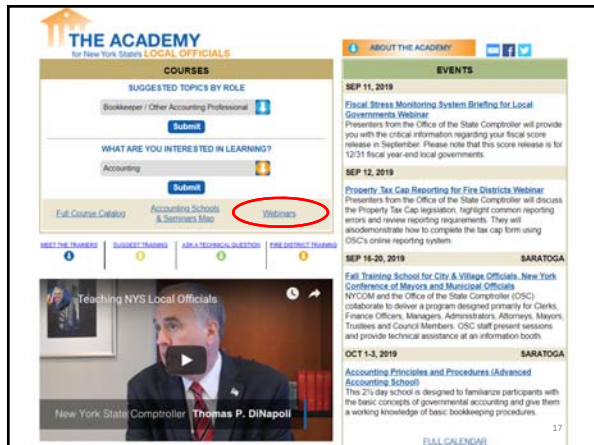 THE ACADEMY
for New York State's LOCAL OFFICIALS
COURSES
SUGGESTED TOPICS BY ROLE
Bookkeeper / Other Accounting Professional
Submit
WHAT ARE YOU INTERESTED IN LEARNING?
Accounting
Submit
Full Course Catalog
Accounting Schools
& Seminars Map
Webinars
MEET THE TRAINERS
SUGGEST TRAINING
ASK A TECHNICAL QUESTION
FIRE DISTRICT TRAINING
Teaching NYS Local Officials
New York State Comptroller Thomas P. DiNapoli
ABOUT THE ACADEMY
EVENTS
SEP 11, 2019
Fiscal Stress Monitoring System Briefing for Local
Governments Webinar
Presenters from the Office of the State Comptroller will provide
you with the critical information regarding your fiscal score
release in September. Please note that this score release is for
12/31 fiscal year-end local governments.
SEP 12, 2019
Property Tax Cap Reporting for Fire Districts Webinar
Presenters from the Office of the State Comptroller will discuss
the Property Tax Cap legislation, highlight common reporting
errors and review reporting requirements. They will
alsodemonstrate how to complete the tax cap form using
OSC's online reporting system.
SEP 16-20, 2019 SARATOGA
Fall Training School for City & Village Officials, New York
Conference of Mayors and Municipal Officials
NYCOM and the Office of the State Comptroller (OSC)
collaborate to deliver a program designed primarily for Clerks,
Finance Officers, Managers, Administrators, Attorneys, Mayors,
Trustees and Council Members. OSC staff present sessions
and provide technical assistance at an information booth.
OCT 1-3, 2019 SARATOGA
Accounting Principles and Procedures (Advanced
Accounting School)
This 2½ day school is designed to familiarize participants with
the basic concepts of governmental accounting and give them
a working knowledge of basic bookkeeping procedures.
17
FULL CALENDAR